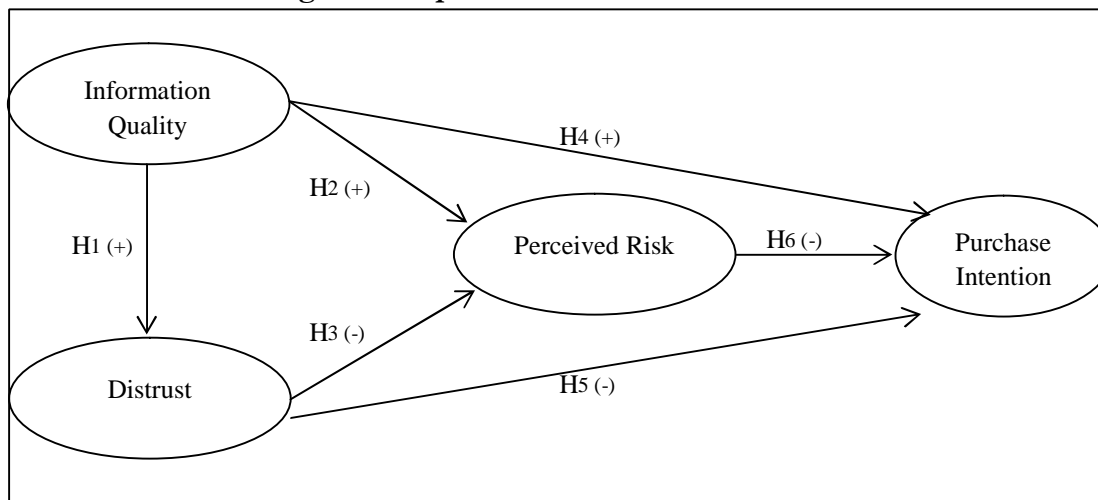 Information
Quality
H4 (+)
H2 (+)
H1 (+)
Perceived Risk
H6 (-)
Purchase
Intention
H3 (-)
Distrust
H5 (-)